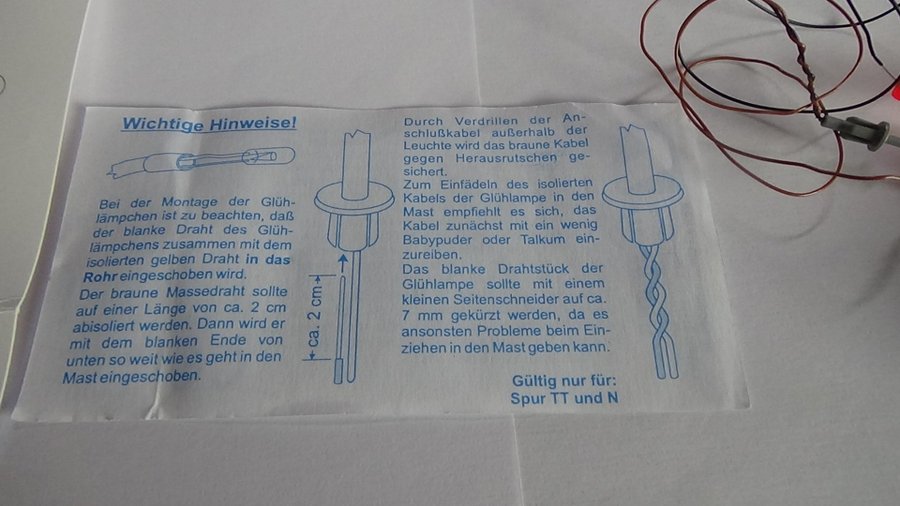 Wichtige Hinweise!
Bei der Montage der Glüh-
lämpchen ist zu beachten, daß
der blanke Draht des Glüh-
lämpchens zusammen mit dem
isolierten gelben Draht in das
Rohr eingeschoben wird.
Der braune Massedraht sollte
auf einer Länge von ca. 2 cm
abisoliert werden. Dann wird er
mit dem blanken Ende von
unten so weit wie es geht in den
Mast eingeschoben.
ca. 2 cm
Durch Verdrillen der An-
schlußkabel außerhalb der
Leuchte wird das braune Kabel
gegen Herausrutschen ge-
sichert.
Zum Einfädeln des isolierten
Kabels der Glühlampe in den
Mast empfiehlt es sich, das
Kabel zunächst mit ein wenig
Babypuder oder Talkum ein-
zureiben.
Das blanke Drahtstück der
Glühlampe sollte mit einem
kleinen Seitenschneider auf ca.
7 mm gekürzt werden, da es
ansonsten Probleme beim Ein-
ziehen in den Mast geben kann.
Gültig nur für:
Spur TT und N